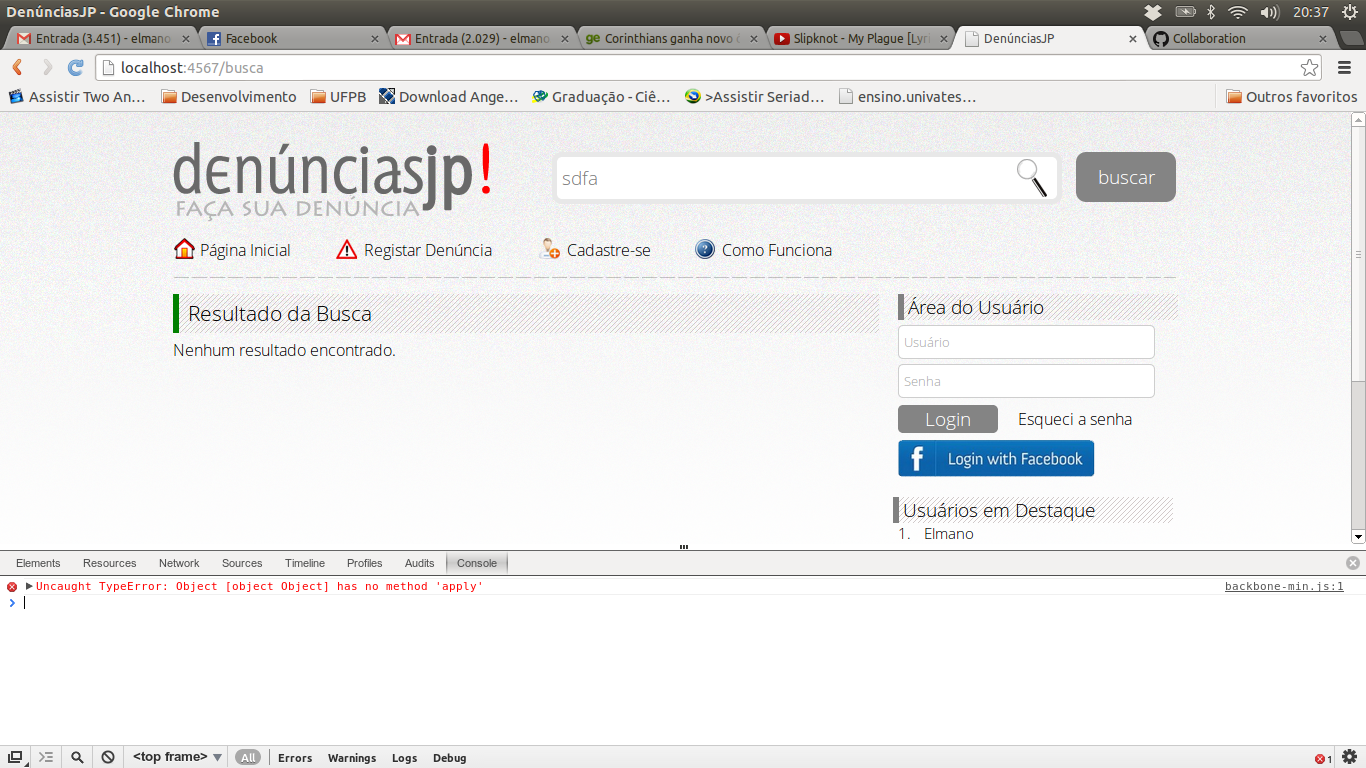 DenúnciasJP - Google Chrome
20:37
Entrada (3.451) - elmano
Facebook
Entrada (2.029) - elmano
Corinthians ganha novo
Slipknot - My Plague [Lyri
DenúnciasJP
Collaboration
localhost:4567/busca
Assistir Two An...
Desenvolvimento
UFPB
Download Ange...
Graduação - Ciê...
>Assistir Seriad...
ensino.univates...
Outros favoritos
denúnciasjp!
FAÇA SUA DENÚNCIA
sdfa
buscar
Página Inicial
Registar Denúncia
Cadastre-se
Como Funciona
Resultado da Busca
Nenhum resultado encontrado.
Área do Usuário
Usuário
Senha
Login
Esqueci a senha
Login with Facebook
Usuários em Destaque
1. Elmano
Elements
Resources
Network
Sources
Timeline
Profiles
Audits
Console
Uncaught TypeError: Object [object Object] has no method 'apply'
backbone-min.js:1
<top frame>
All
Errors
Warnings
Logs
Debug
1